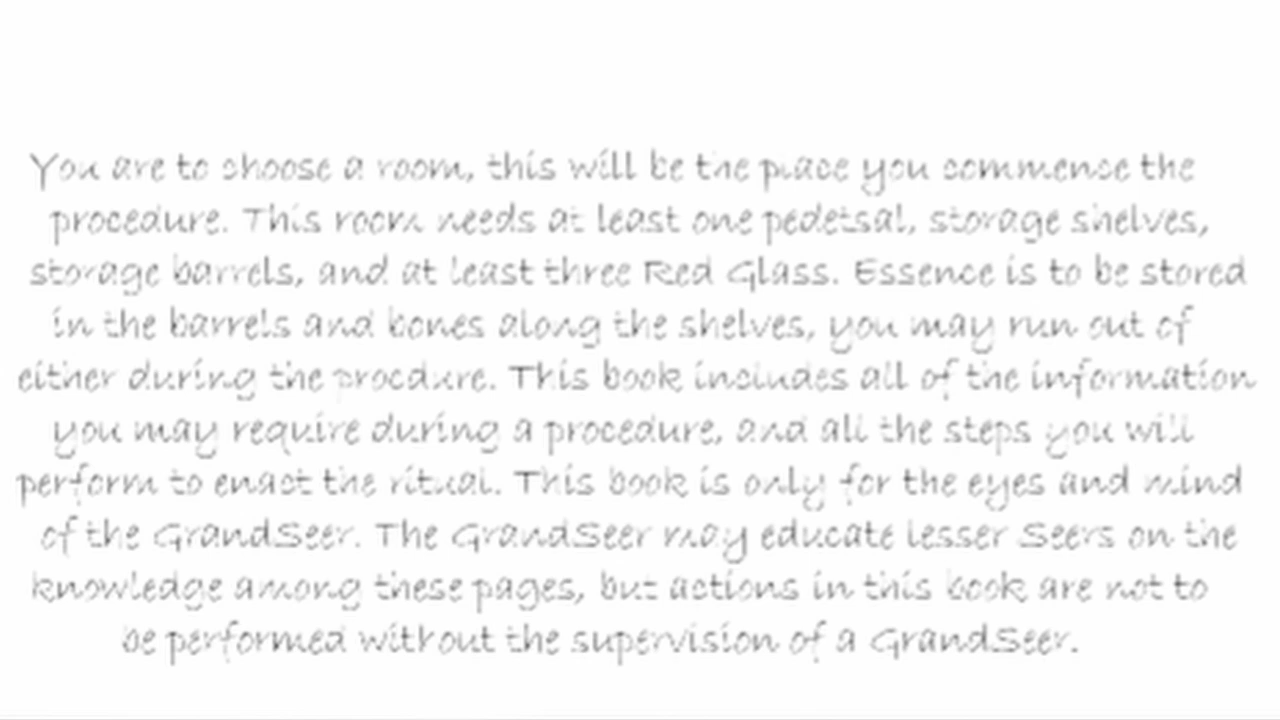 You are to choose a room, this will be the place you commence the
procedure. This room needs at least one pedetsal, storage shelves,
storage barrels, and at least three Red Glass. Essence is to be stored
in the barrels and bones along the shelves, you may run out of
either during the procdure. This book includes all of the information
you may require during a procedure, and all the steps you will
perform to enact the ritual. This book is only for the eyes and mind
of the GrandSeer. The GrandSeer may educate lesser Seers on the
knowledge among these pages, but actions in this book are not to
be performed without the supervision of a GrandSeer.